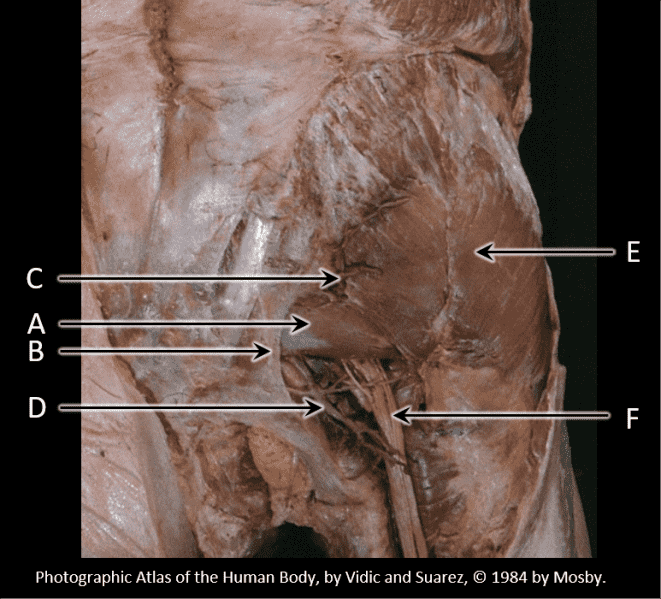 E
C
A
B
D
F
Photographic Atlas of the Human Body, by Vidic and Suarez, © 1984 by Mosby.